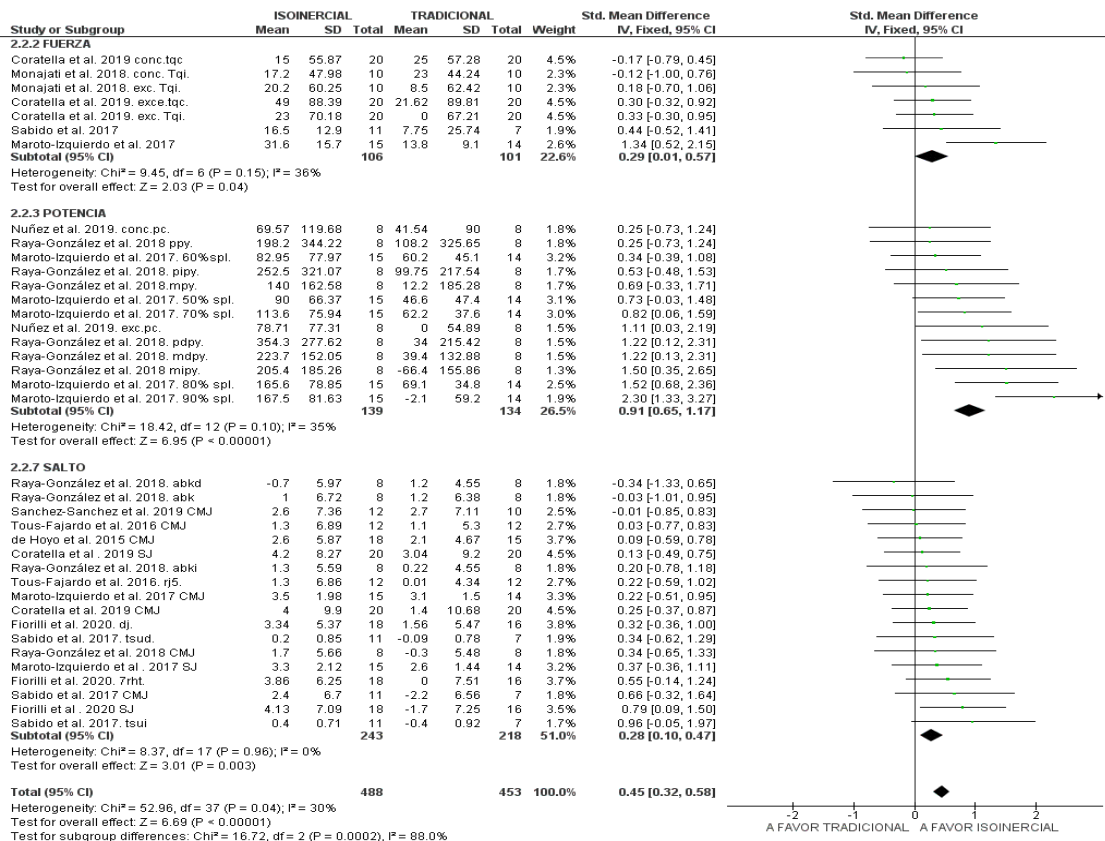 ISOINERCIAL TRADICIONAL Std. Mean Difference Std. Mean Difference
Study or Subgroup Mean SD Total Mean SD Total Weight IV, Fixed, 95% CI IV, Fixed, 95% CI
2.2.2 FUERZA
Coratella et al. 2019 conc.tqc 15 55.87 20 25 57.28 20 4.5% -0.17 [-0.79, 0.45]
Monajati et al. 2018. conc. Tqi. 17.2 47.98 10 23 44.24 10 2.3% -0.12 [-1.00, 0.76]
Monajati et al. 2018. exc. Tqi. 20.2 60.25 10 8.5 62.42 10 2.3% 0.18 [-0.70, 1.06]
Coratella et al. 2019. exce.tqc. 49 88.39 20 21.62 89.81 20 4.5% 0.30 [-0.32, 0.92]
Coratella et al. 2019. exc. Tqi. 23 70.18 20 0 67.21 20 4.5% 0.33 [-0.30, 0.95]
Sabido et al. 2017 16.5 12.9 11 7.75 25.74 7 1.9% 0.44 [-0.52, 1.41]
Maroto-Izquierdo et al. 2017 31.6 15.7 15 13.8 9.1 14 2.6% 1.34 [0.52, 2.15]
Subtotal (95% CI) 106 101 22.6% 0.29 [0.01, 0.57]
Heterogeneity: Chi² = 9.45, df = 6 (P = 0.15); I² = 36%
Test for overall effect: Z = 2.03 (P = 0.04)
2.2.3 POTENCIA
Nuñez et al. 2019. conc.pc. 69.57 119.68 8 41.54 90 8 1.8% 0.25 [-0.73, 1.24]
Raya-González et al. 2018 ppy. 198.2 344.22 8 108.2 325.65 8 1.8% 0.25 [-0.73, 1.24]
Maroto-Izquierdo et al. 2017. 60%spl. 82.95 77.97 15 60.2 45.1 14 3.2% 0.34 [-0.39, 1.08]
Raya-González et al. 2018. pipy. 252.5 321.07 8 99.75 217.54 8 1.8% 0.53 [-0.48, 1.53]
Raya-González et al. 2018.mpy. 140 162.58 8 12.2 185.28 8 1.7% 0.69 [-0.33, 1.71]
Maroto-Izquierdo et al. 2017. 50% spl. 90 66.37 15 46.6 47.4 14 3.1% 0.73 [-0.03, 1.48]
Maroto-Izquierdo et al. 2017. 70% spl. 113.6 75.94 15 62.2 37.6 14 3.0% 0.82 [0.06, 1.59]
Nuñez et al. 2019. exc.pc. 78.71 77.31 8 0 54.89 8 1.5% 1.11 [0.03, 2.19]
Raya-González et al. 2018. pdpy. 354.3 277.62 8 34 215.42 8 1.4% 1.22 [0.12, 2.31]
Raya-González et al. 2018. mdpy. 223.7 152.05 8 39.4 132.88 8 1.4% 1.22 [0.13, 2.31]
Raya-González et al. 2018 mipy. 205.4 185.26 8 -66.4 155.86 8 1.3% 1.50 [0.35, 2.65]
Maroto-Izquierdo et al. 2017. 80% spl. 165.6 78.85 15 69.1 34.8 14 2.5% 1.52 [0.68, 2.36]
Maroto-Izquierdo et al. 2017. 90% spl. 167.5 81.63 15 -2.1 59.2 14 1.9% 2.30 [1.33, 3.27]
Subtotal (95% CI) 139 134 26.5% 0.91 [0.65, 1.17]
Heterogeneity: Chi² = 18.42, df = 12 (P = 0.10); I² = 35%
Test for overall effect: Z = 6.95 (P < 0.00001)
2.2.7 SALTO
Raya-González et al. 2018. abkd -0.7 5.97 8 1.2 4.55 8 1.8% -0.34 [-1.33, 0.65]
Raya-González et al. 2018. abk 1 6.72 8 1.2 6.38 8 1.8% -0.03 [-1.01, 0.95]
Sanchez-Sanchez et al. 2019 CMJ 2.6 7.36 12 2.7 7.11 10 2.5% -0.01 [-0.85, 0.83]
Tous-Fajardo et al. 2016 CMJ 1.3 6.89 12 1.1 5.3 12 2.7% 0.03 [-0.77, 0.83]
de Hoyo et al. 2015 CMJ 2.6 5.87 18 2.1 4.67 15 3.7% 0.09 [-0.59, 0.78]
Coratella et al . 2019 SJ 4.2 8.27 20 3.04 9.2 20 4.5% 0.13 [-0.49, 0.75]
Raya-González et al. 2018. abki 1.3 5.59 8 0.22 4.55 8 1.8% 0.20 [-0.78, 1.18]
Tous-Fajardo et al. 2016. rj5. 1.3 6.86 12 0.01 4.34 12 2.7% 0.22 [-0.59, 1.02]
Maroto-Izquierdo et al. 2017 CMJ 3.5 1.98 15 3.1 1.5 14 3.2% 0.22 [-0.51, 0.95]
Coratella et al. 2019 CMJ 4 9.9 20 1.4 10.68 20 4.5% 0.25 [-0.37, 0.87]
Fiorilli et al. 2020. dj. 3.34 5.37 18 1.56 5.47 16 3.8% 0.32 [-0.36, 1.00]
Sabido et al. 2017. tsud. 0.2 0.85 11 -0.09 0.78 7 1.9% 0.34 [-0.62, 1.29]
Raya-González et al. 2018 CMJ 1.7 5.66 8 -0.3 5.48 8 1.8% 0.34 [-0.65, 1.33]
Maroto-Izquierdo et al . 2017 SJ 3.3 2.12 15 2.6 1.44 14 3.2% 0.37 [-0.36, 1.11]
Fiorilli et al. 2020. 7rht. 3.86 6.25 18 0 7.51 16 3.7% 0.55 [-0.14, 1.24]
Sabido et al. 2017 CMJ 2.4 6.7 11 -2.2 6.56 7 1.8% 0.66 [-0.32, 1.64]
Fiorilli et al . 2020 SJ 4.13 7.09 18 -1.7 7.25 16 3.6% 0.79 [0.09, 1.50]
Sabido et al. 2017. tsui 0.4 0.71 11 -0.4 0.92 7 1.7% 0.96 [-0.05, 1.97]
Subtotal (95% CI) 243 218 51.0% 0.28 [0.10, 0.47]
Heterogeneity: Chi² = 8.37, df = 17 (P = 0.96); I² = 0%
Test for overall effect: Z = 3.01 (P = 0.003)
Total (95% CI) 488 453 100.0% 0.45 [0.32, 0.58]
Heterogeneity: Chi² = 52.96, df = 37 (P = 0.04); I² = 30%
Test for overall effect: Z = 6.69 (P < 0.00001)
Test for subgroup differences: Chi² = 16.72, df = 2 (P = 0.0002), I² = 88.0%
-2 -1 0 1 2
A FAVOR TRADICIONAL A FAVOR ISOINERCIAL